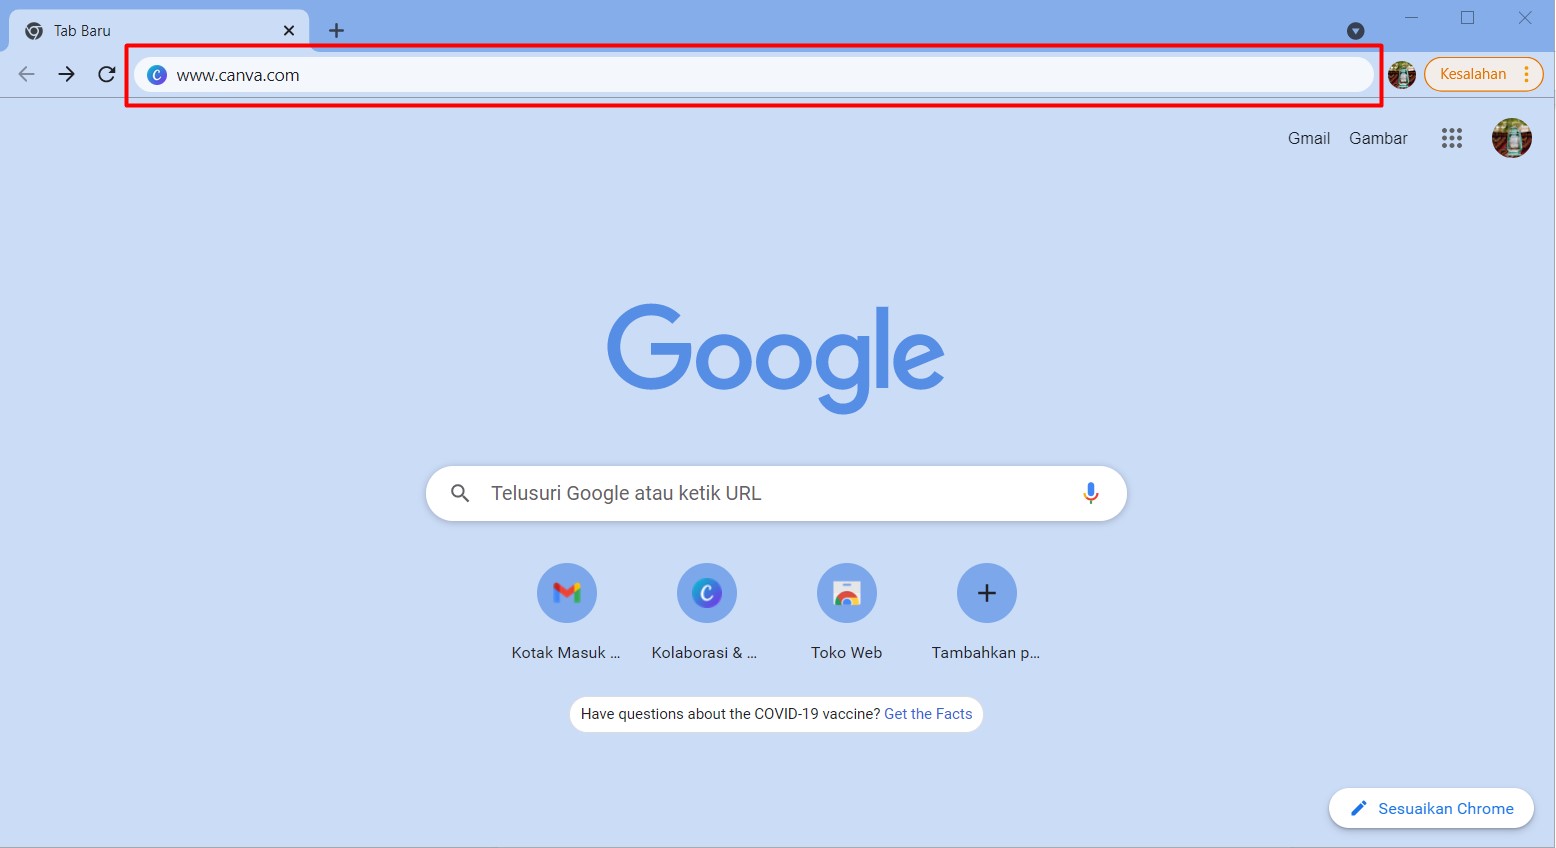 Tab Baru
www.canva.com
Kesalahan
Gmail Gambar
Google
Telusuri Google atau ketik URL
Kotak Masuk ...
Kolaborasi & ...
Toko Web
Tambahkan p...
Have questions about the COVID-19 vaccine? Get the Facts
Sesuaikan Chrome